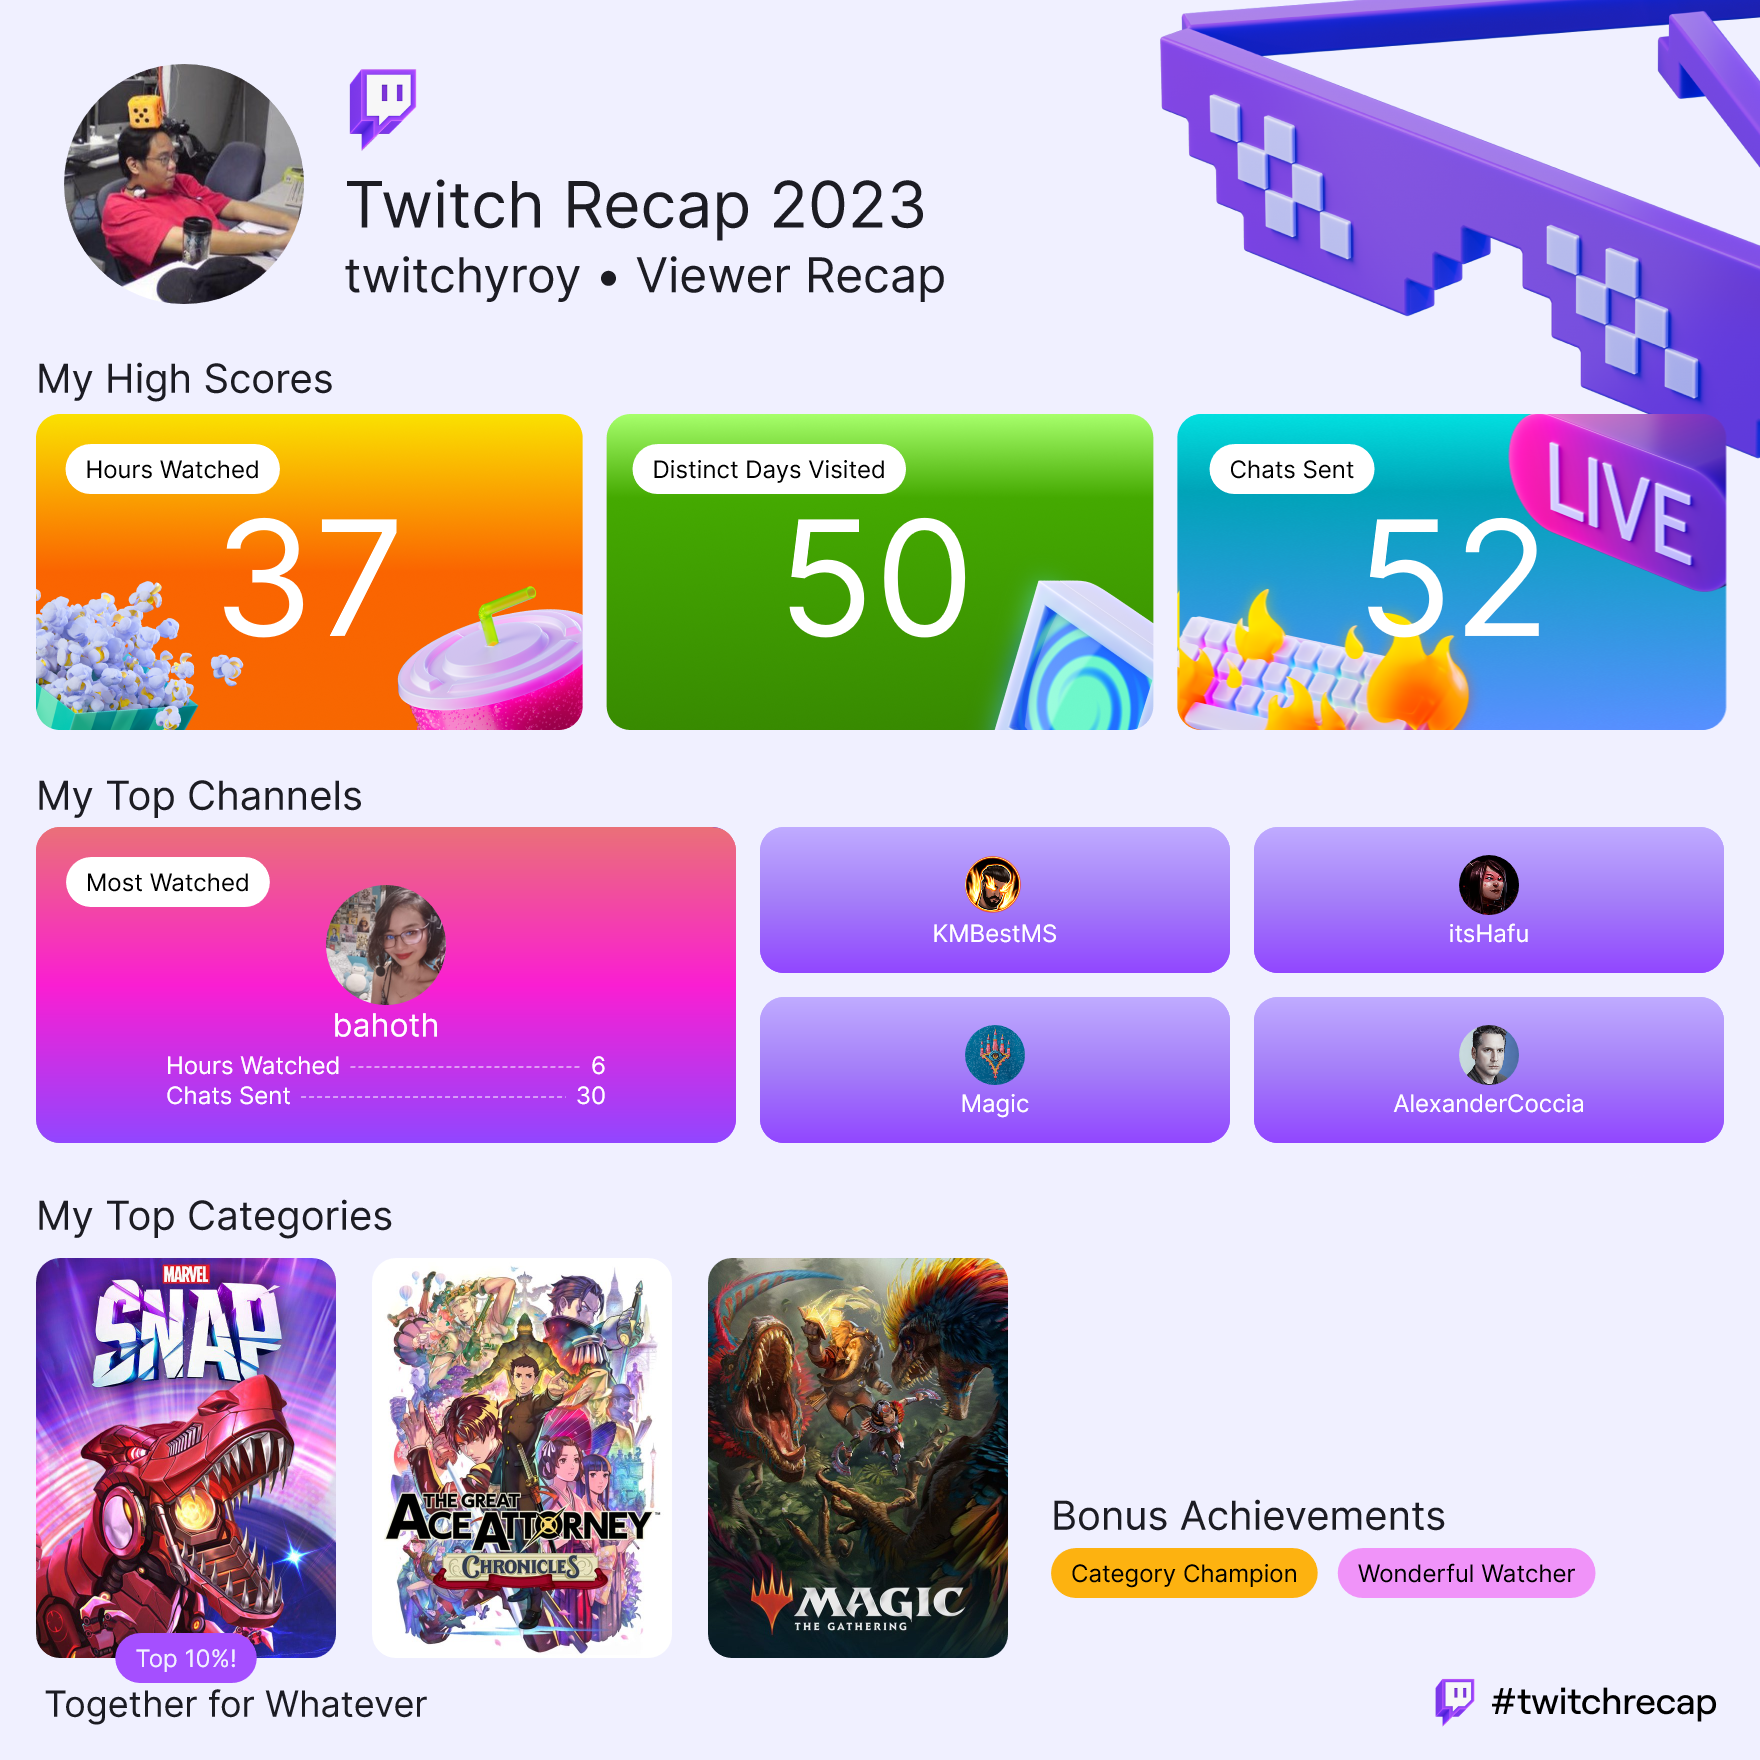 Twitch Recap 2023
twitchyroy • Viewer Recap
My High Scores
Hours Watched
37
Distinct Days Visited
50
Chats Sent
52
LIVE
My Top Channels
Most Watched
bahoth
Hours Watched 6
Chats Sent 30
KMBestMS
itsHafu
Magic
AlexanderCoccia
My Top Categories
MARVEL
SNAP
Top 10%!
THE GREAT
ACE ATTORNEY™
CHRONICLES
MAGIC
THE GATHERING
Bonus Achievements
Category Champion
Wonderful Watcher
Together for Whatever
#twitchrecap